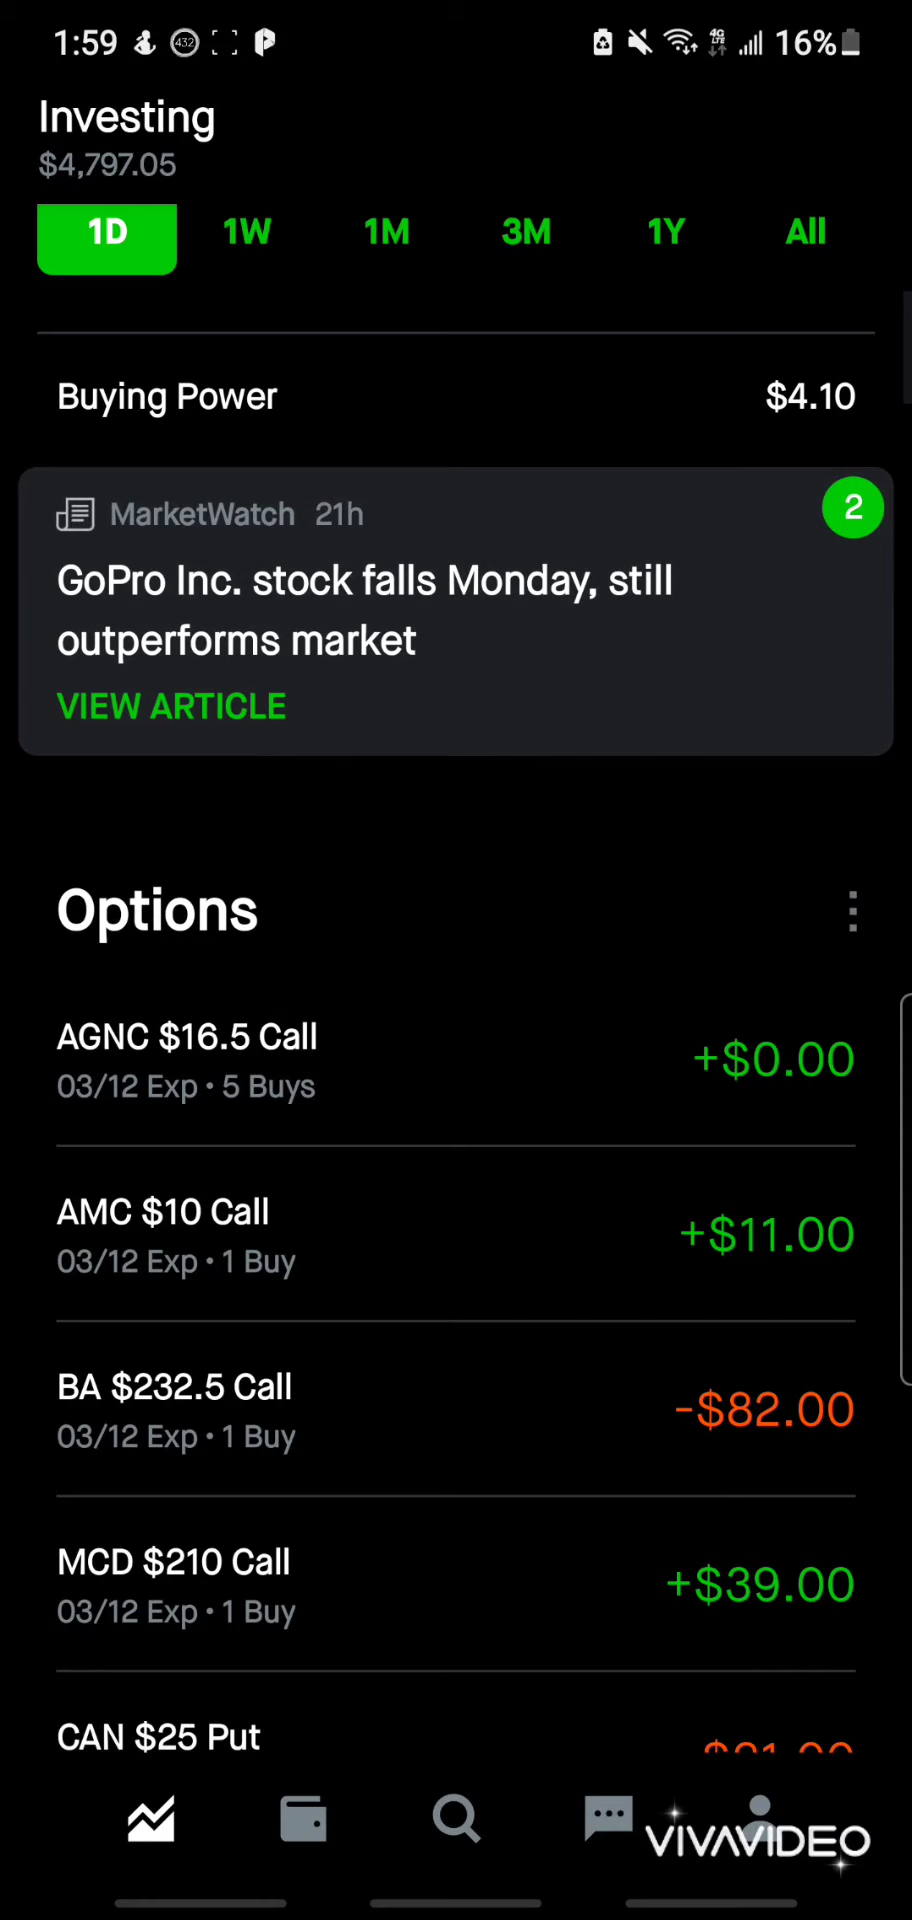 1:59 432 4G LTE 16%
Investing
$4,797.05
1D 1W 1M 3M 1Y All
Buying Power $4.10
MarketWatch 21h 2
GoPro Inc. stock falls Monday, still
outperforms market
VIEW ARTICLE
Options
AGNC $16.5 Call
+$0.00
03/12 Exp • 5 Buys
AMC $10 Call
+$11.00
03/12 Exp • 1 Buy
BA $232.5 Call
-$82.00
03/12 Exp • 1 Buy
MCD $210 Call
+$39.00
03/12 Exp • 1 Buy
CAN $25 Put
VIVAVIDEO